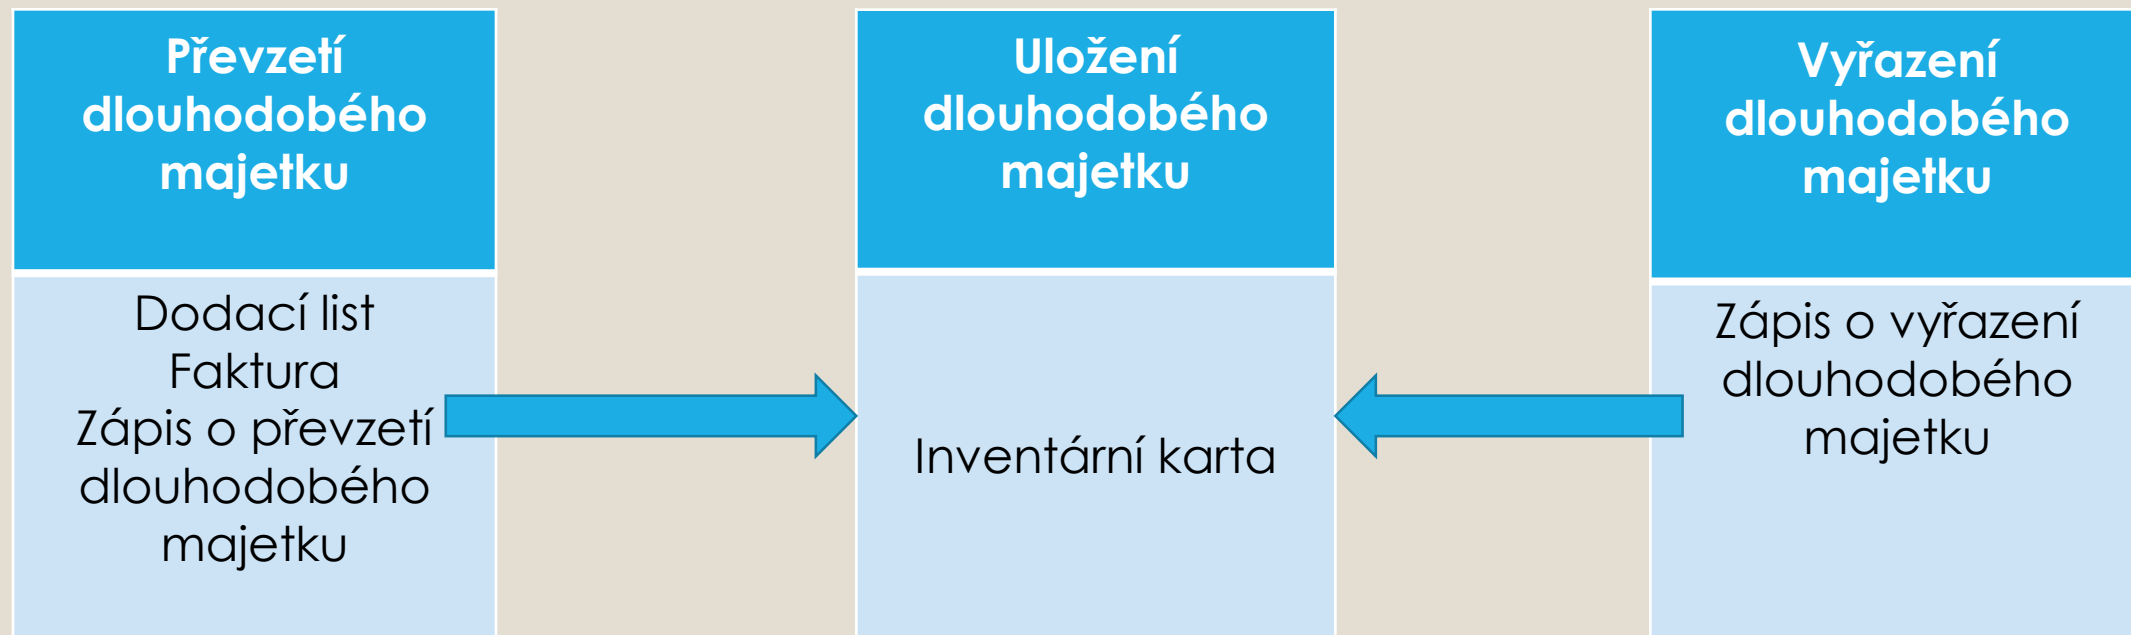 Převzetí
dlouhodobého
majetku
Dodací list
Faktura
Zápis o převzetí
dlouhodobého
majetku
Uložení
dlouhodobého
majetku
Inventární karta
Vyřazení
dlouhodobého
majetku
Zápis o vyřazení
dlouhodobého
majetku